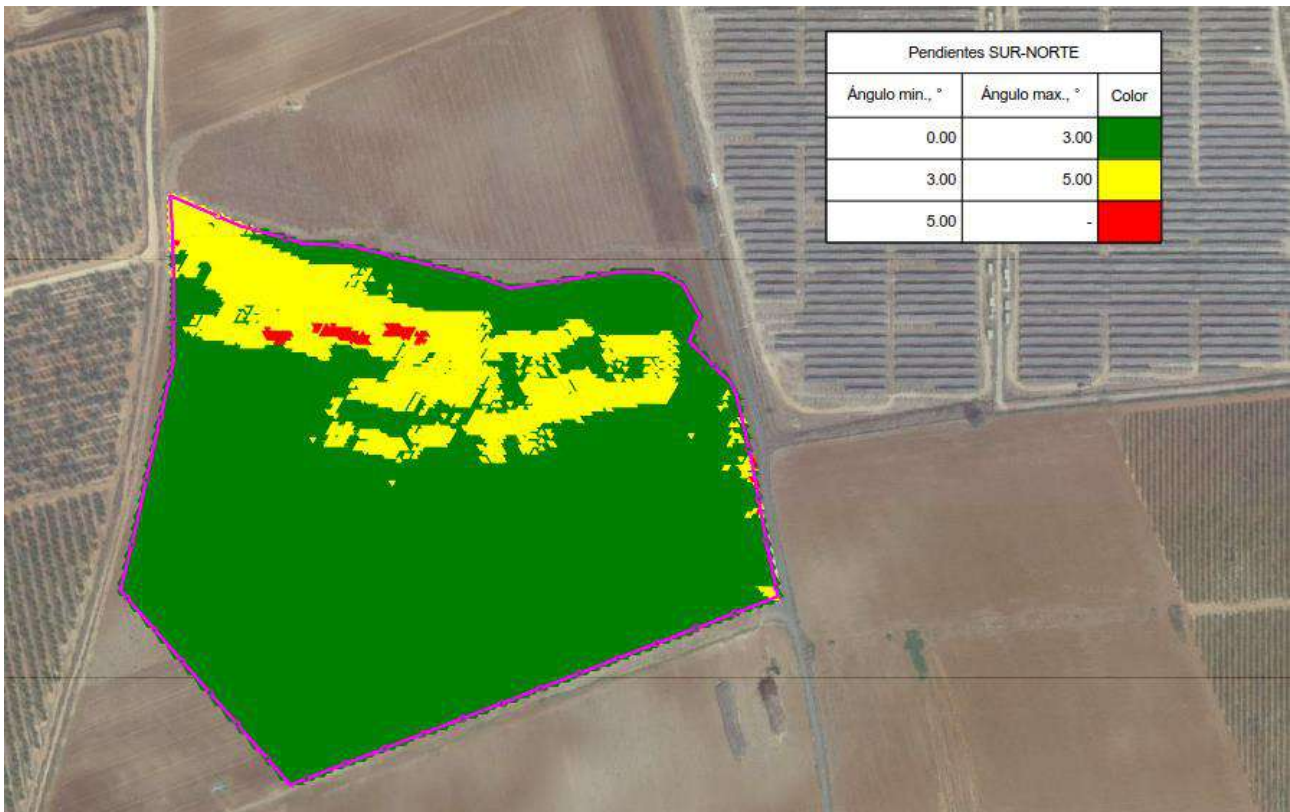 Pendientes SUR-NORTE
Ángulo min., ° Ángulo max., ° Color
0.00 3.00
3.00 5.00
5.00 -